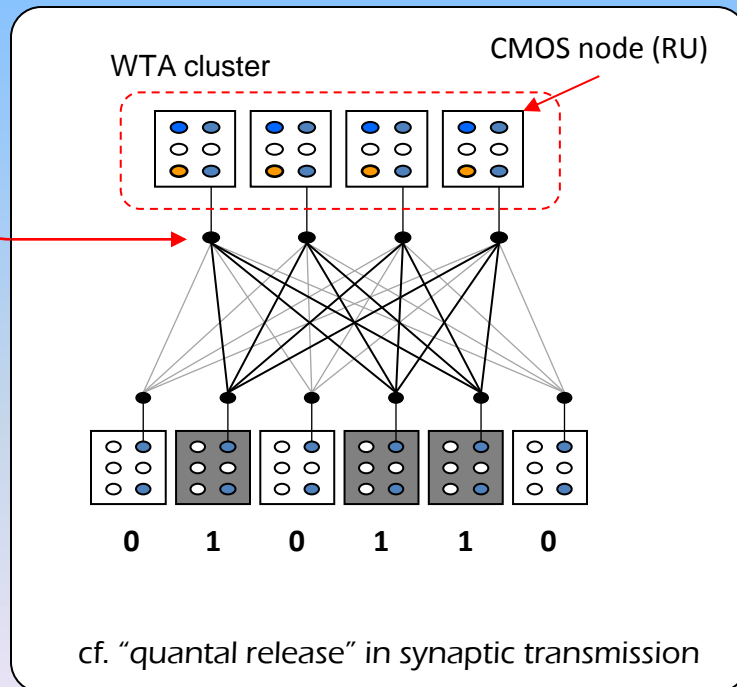 CMOS node (RU)
WTA cluster
0 1 0 1 1 0
cf. “quantal release” in synaptic transmission